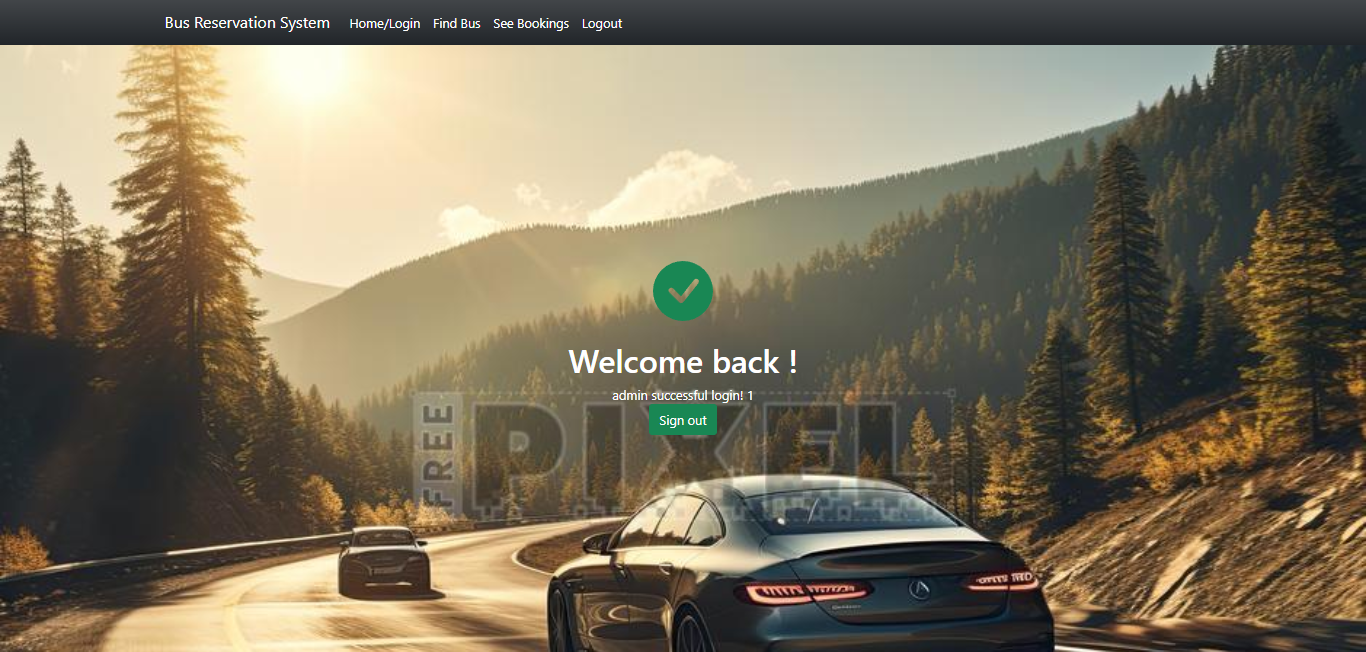 Bus Reservation System Home/Login Find Bus See Bookings Logout
Welcome back !
admin successful login! 1
Sign out
FREE
PIXEL